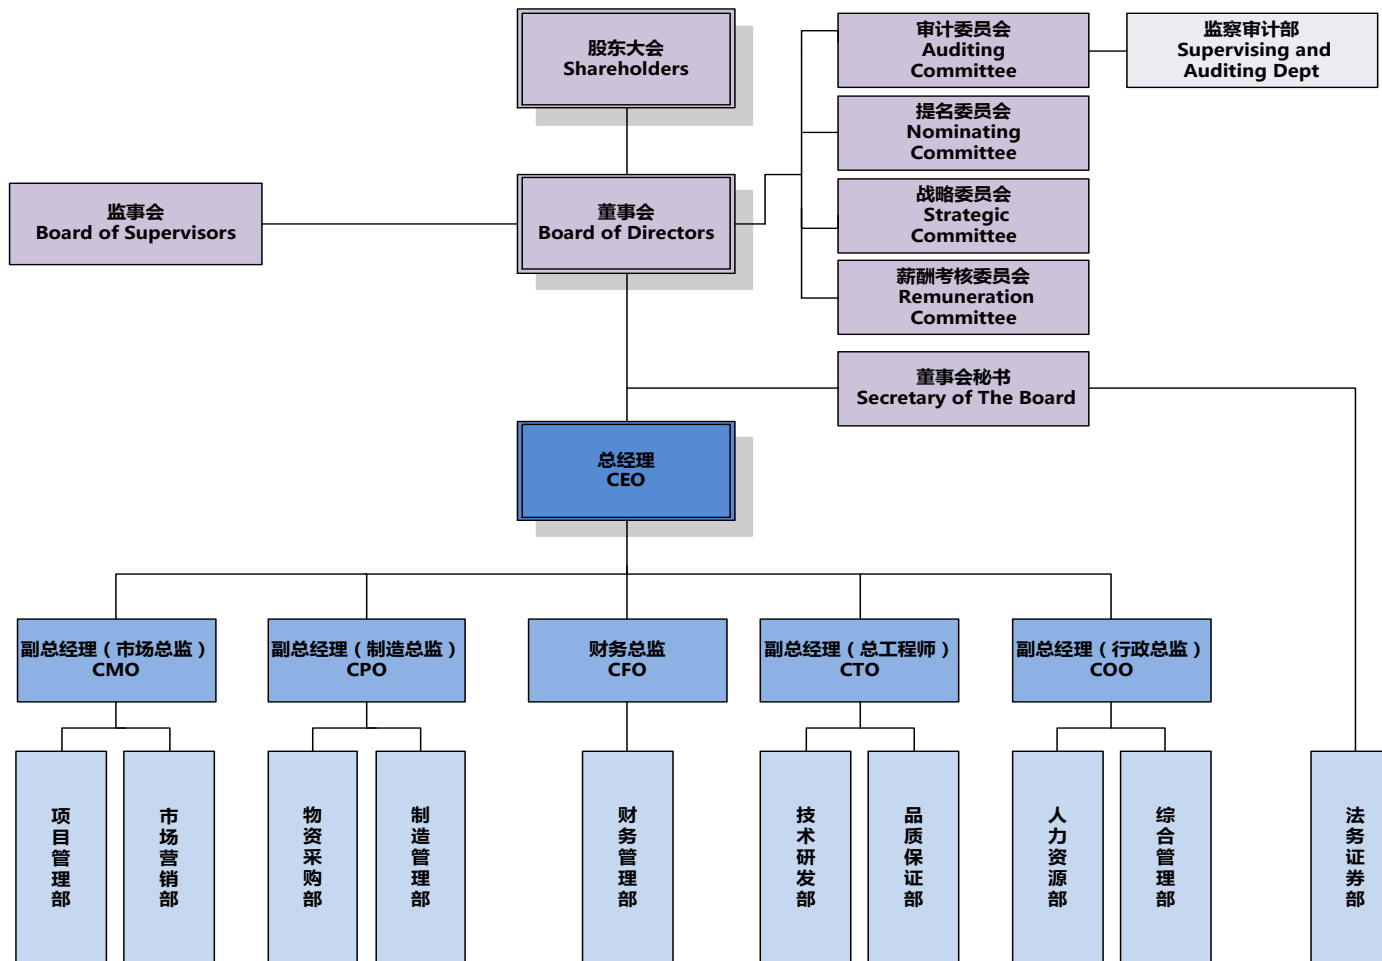 股东大会
Shareholders
审计委员会
Auditing
Committee
监察审计部
Supervising and
Auditing Dept
提名委员会
Nominating
Committee
监事会
Board of Supervisors
董事会
Board of Directors
战略委员会
Strategic
Committee
薪酬考核委员会
Remuneration
Committee
董事会秘书
Secretary of The Board
总经理
CEO
副总经理（市场总监）
CMO
副总经理（制造总监）
CPO
财务总监
CFO
副总经理（总工程师）
CTO
副总经理（行政总监）
COO
项目管理部
市场营销部
物资采购部
制造管理部
财务管理部
技术研发部
品质保证部
人力资源部
综合管理部
法务证券部